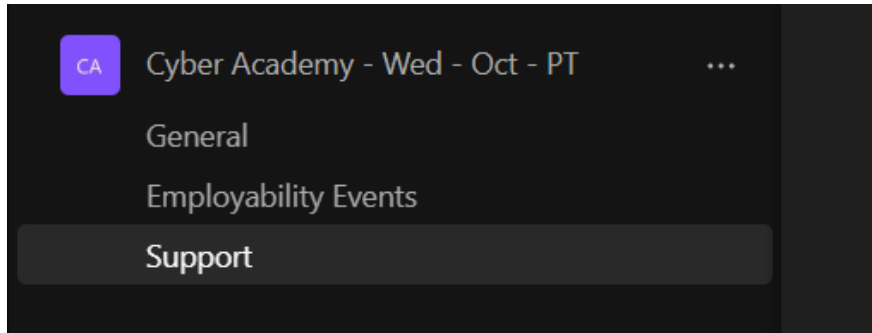 CA Cyber Academy - Wed - Oct - PT ...
General
Employability Events
Support